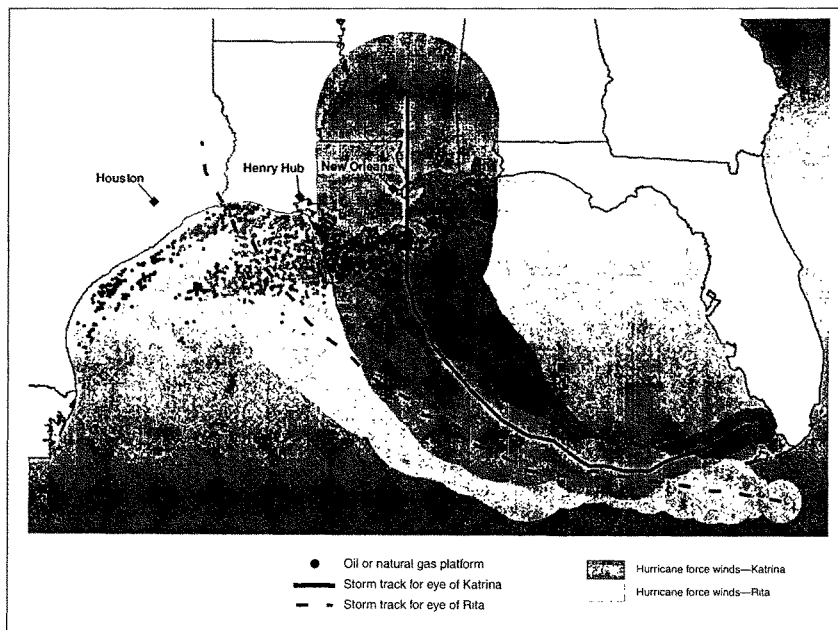 Houston
Henry Hub
New Orleans
Oil or natural gas platform
Storm track for eye of Katrina
Storm track for eye of Rita
Hurricane force winds—Katrina
Hurricane force winds—Rita